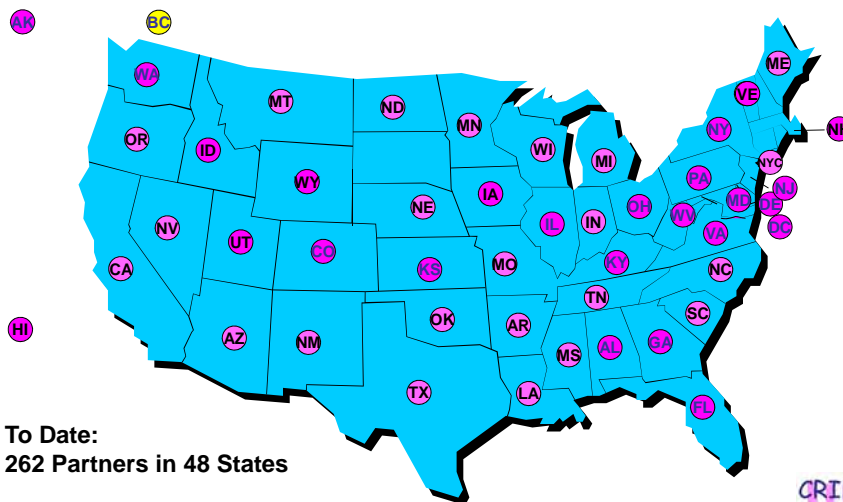 AK
BC
ME
WA
VE
MT
ND
MN
NY
NH
OR
ID
WI
MI
NYC
WY
IA
PA
NJ
NE
OH
MD
DE
IL
IN
WV
DC
NV
VA
UT
CO
KY
CA
KS
MO
NC
TN
HI
OK
AR
SC
AZ
NM
MS
AL
GA
TX
LA
FL
To Date:
262 Partners in 48 States
CRI